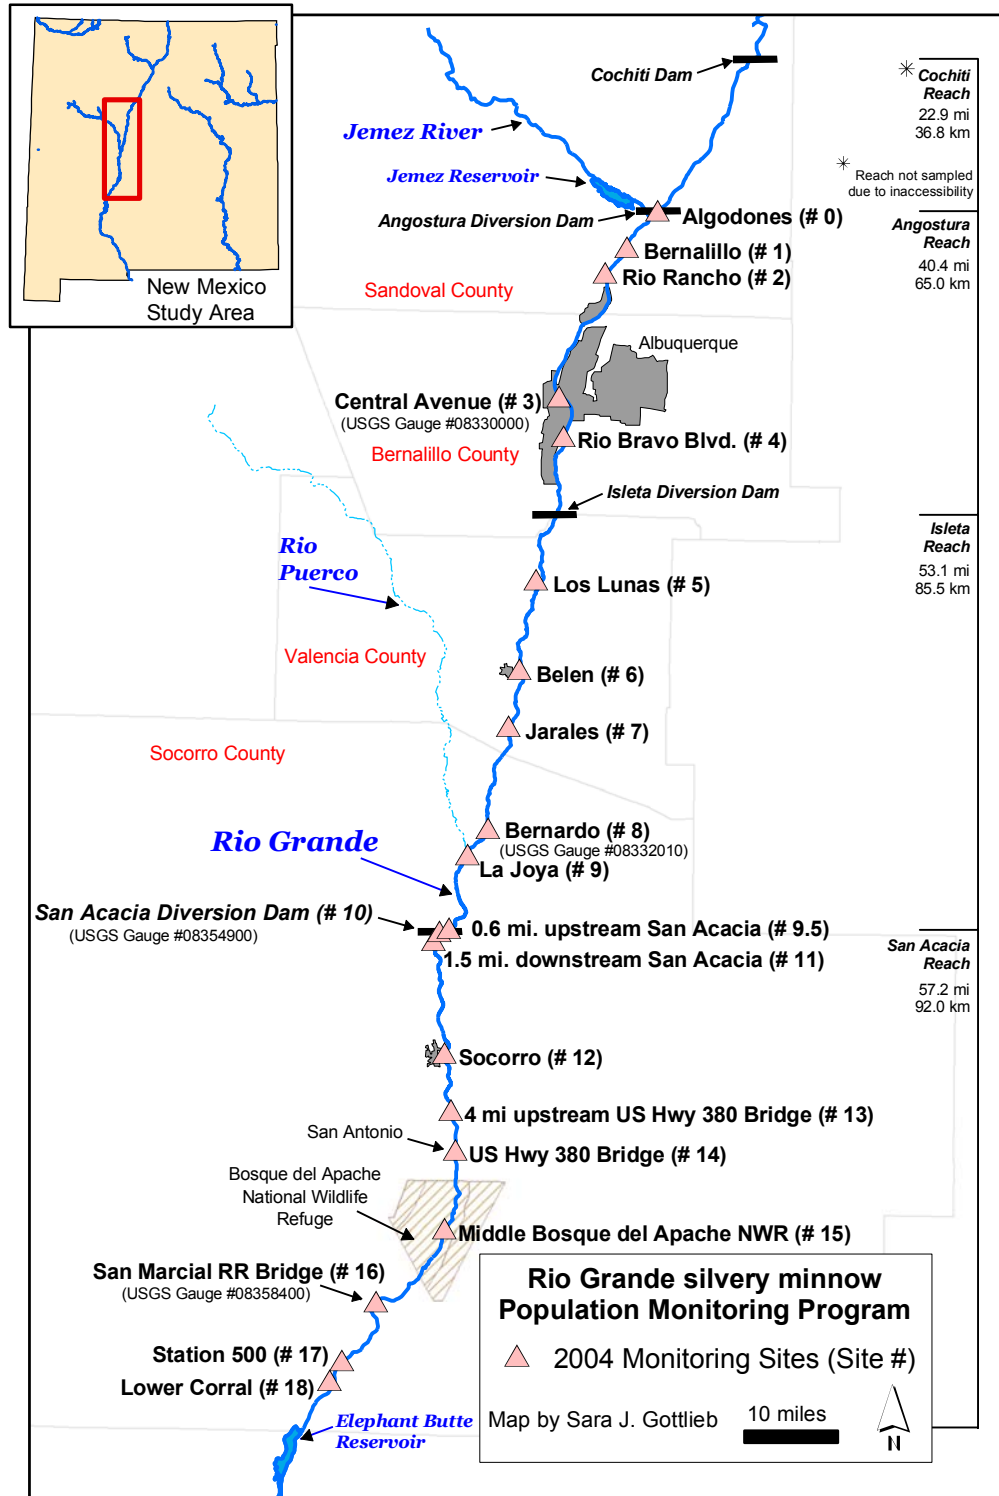 New Mexico
Study Area
Cochiti Dam
✳ Cochiti
Reach
22.9 mi
36.8 km
✳
Reach not sampled
due to inaccessibility
Jemez River
Jemez Reservoir
Angostura Diversion Dam
Algodones (# 0)
Angostura
Reach
40.4 mi
65.0 km
Bernalillo (# 1)
Rio Rancho (# 2)
Sandoval County
Albuquerque
Central Avenue (# 3)
(USGS Gauge #08330000)
Rio Bravo Blvd. (# 4)
Bernalillo County
Isleta Diversion Dam
Isleta
Reach
53.1 mi
85.5 km
Rio
Puerco
Los Lunas (# 5)
Valencia County
Belen (# 6)
Jarales (# 7)
Socorro County
Rio Grande
Bernardo (# 8)
(USGS Gauge #08332010)
La Joya (# 9)
San Acacia Diversion Dam (# 10)
(USGS Gauge #08354900)
0.6 mi. upstream San Acacia (# 9.5)
1.5 mi. downstream San Acacia (# 11)
San Acacia
Reach
57.2 mi
92.0 km
Socorro (# 12)
4 mi upstream US Hwy 380 Bridge (# 13)
San Antonio
US Hwy 380 Bridge (# 14)
Bosque del Apache
National Wildlife
Refuge
Middle Bosque del Apache NWR (# 15)
San Marcial RR Bridge (# 16)
(USGS Gauge #08358400)
Station 500 (# 17)
Lower Corral (# 18)
Elephant Butte
Reservoir
Rio Grande silvery minnow
Population Monitoring Program
2004 Monitoring Sites (Site #)
Map by Sara J. Gottlieb
10 miles
N